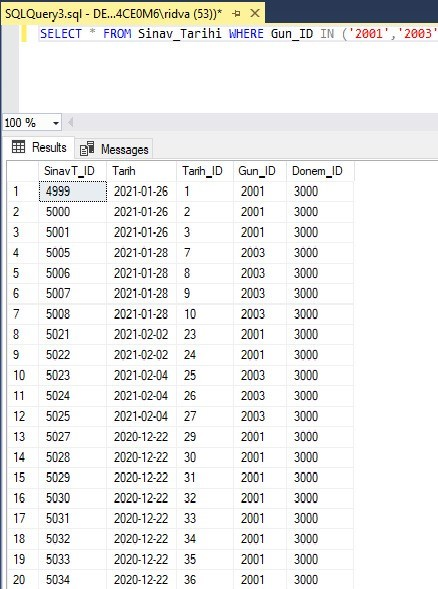 SQLQuery3.sql - DE...4CE0M6\ridva (53))*
SELECT * FROM Sinav_Tarihi WHERE Gun_ID IN ('2001','2003'
100 %
Results Messages
SinavT_ID Tarih Tarih_ID Gun_ID Donem_ID
1 4999 2021-01-26 1 2001 3000
2 5000 2021-01-26 2 2001 3000
3 5001 2021-01-26 3 2001 3000
4 5005 2021-01-28 7 2003 3000
5 5006 2021-01-28 8 2003 3000
6 5007 2021-01-28 9 2003 3000
7 5008 2021-01-28 10 2003 3000
8 5021 2021-02-02 23 2001 3000
9 5022 2021-02-02 24 2001 3000
10 5023 2021-02-04 25 2003 3000
11 5024 2021-02-04 26 2003 3000
12 5025 2021-02-04 27 2003 3000
13 5027 2020-12-22 29 2001 3000
14 5028 2020-12-22 30 2001 3000
15 5029 2020-12-22 31 2001 3000
16 5030 2020-12-22 32 2001 3000
17 5031 2020-12-22 33 2001 3000
18 5032 2020-12-22 34 2001 3000
19 5033 2020-12-22 35 2001 3000
20 5034 2020-12-22 36 2001 3000